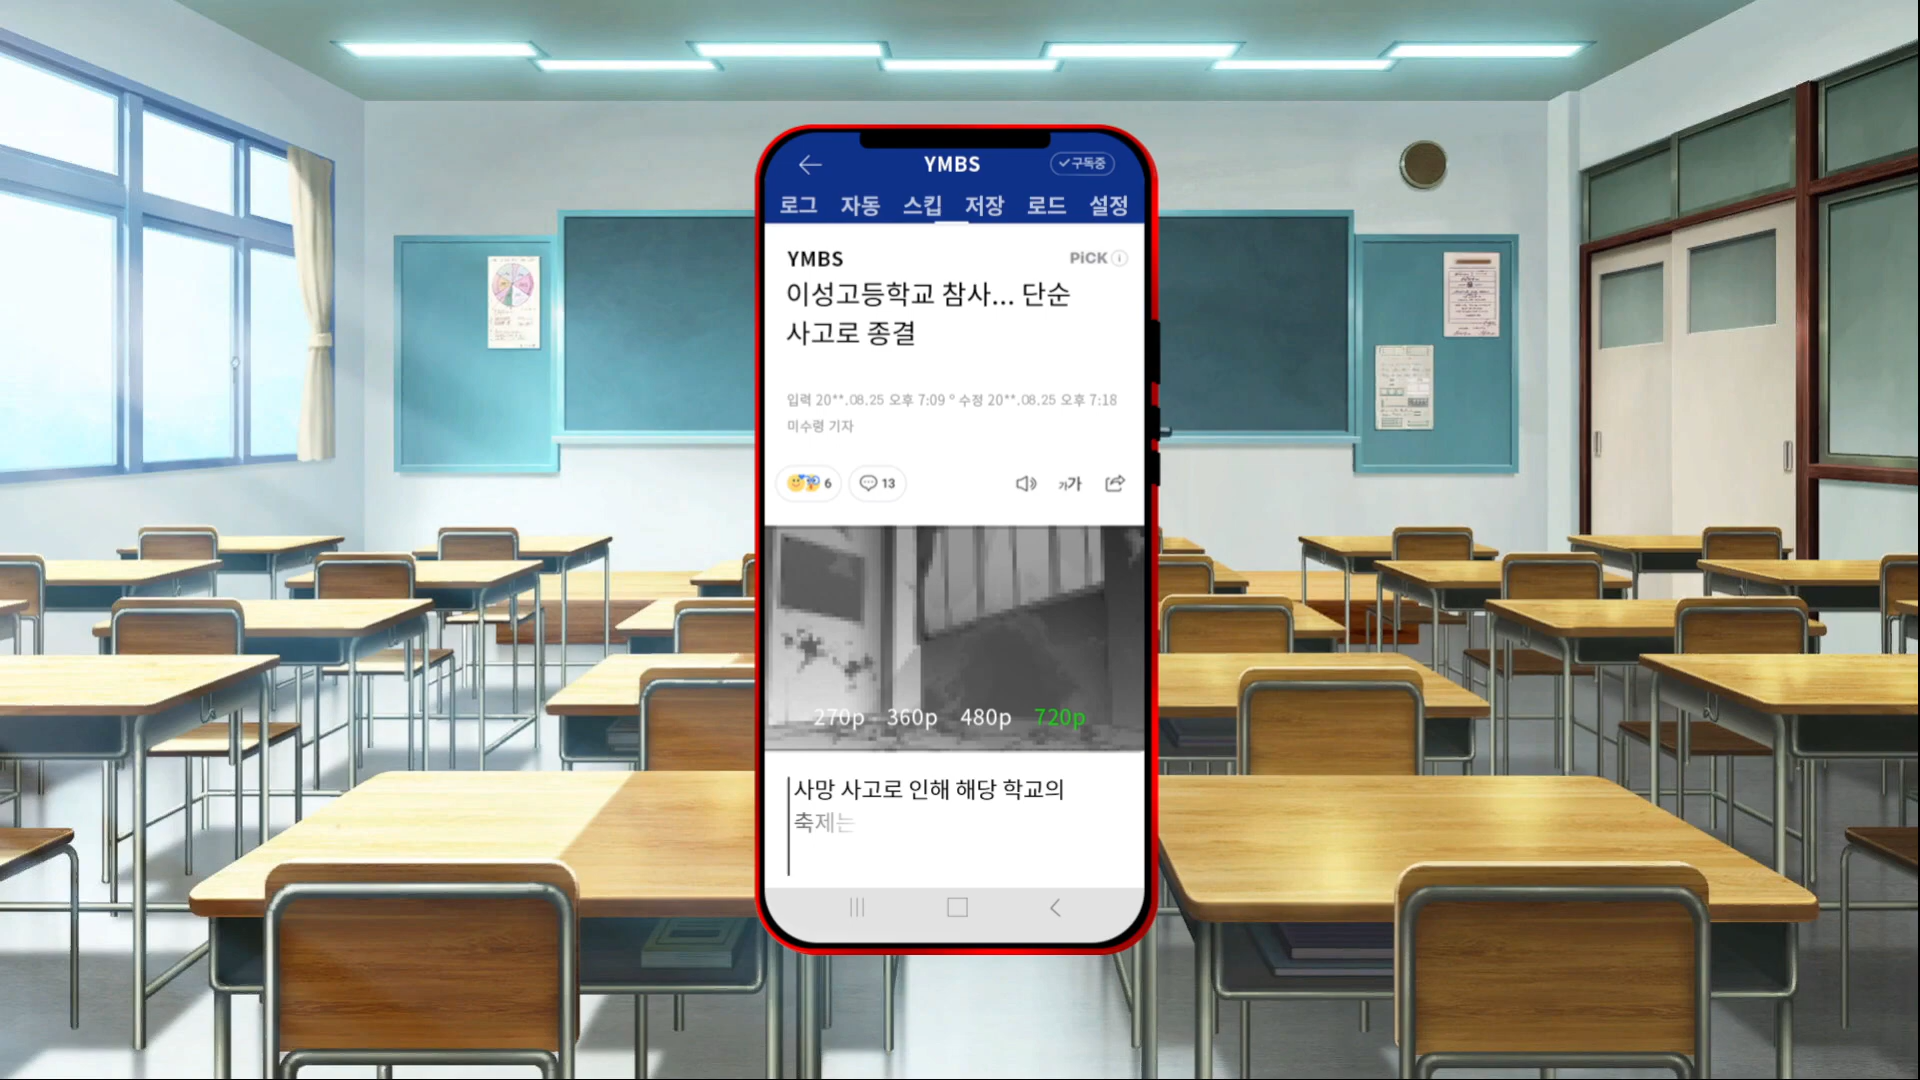 YMBS
✓구독중
로그 자동 스킵 저장 로드 설정
YMBS
PiCK
이성고등학교 참사... 단순
사고로 종결
입력 20**.08.25 오후 7:09 º 수정 20**.08.25 오후 7:18
미수령 기자
6
13
가가
270p 360p 480p 720p
사망 사고로 인해 해당 학교의
축제는